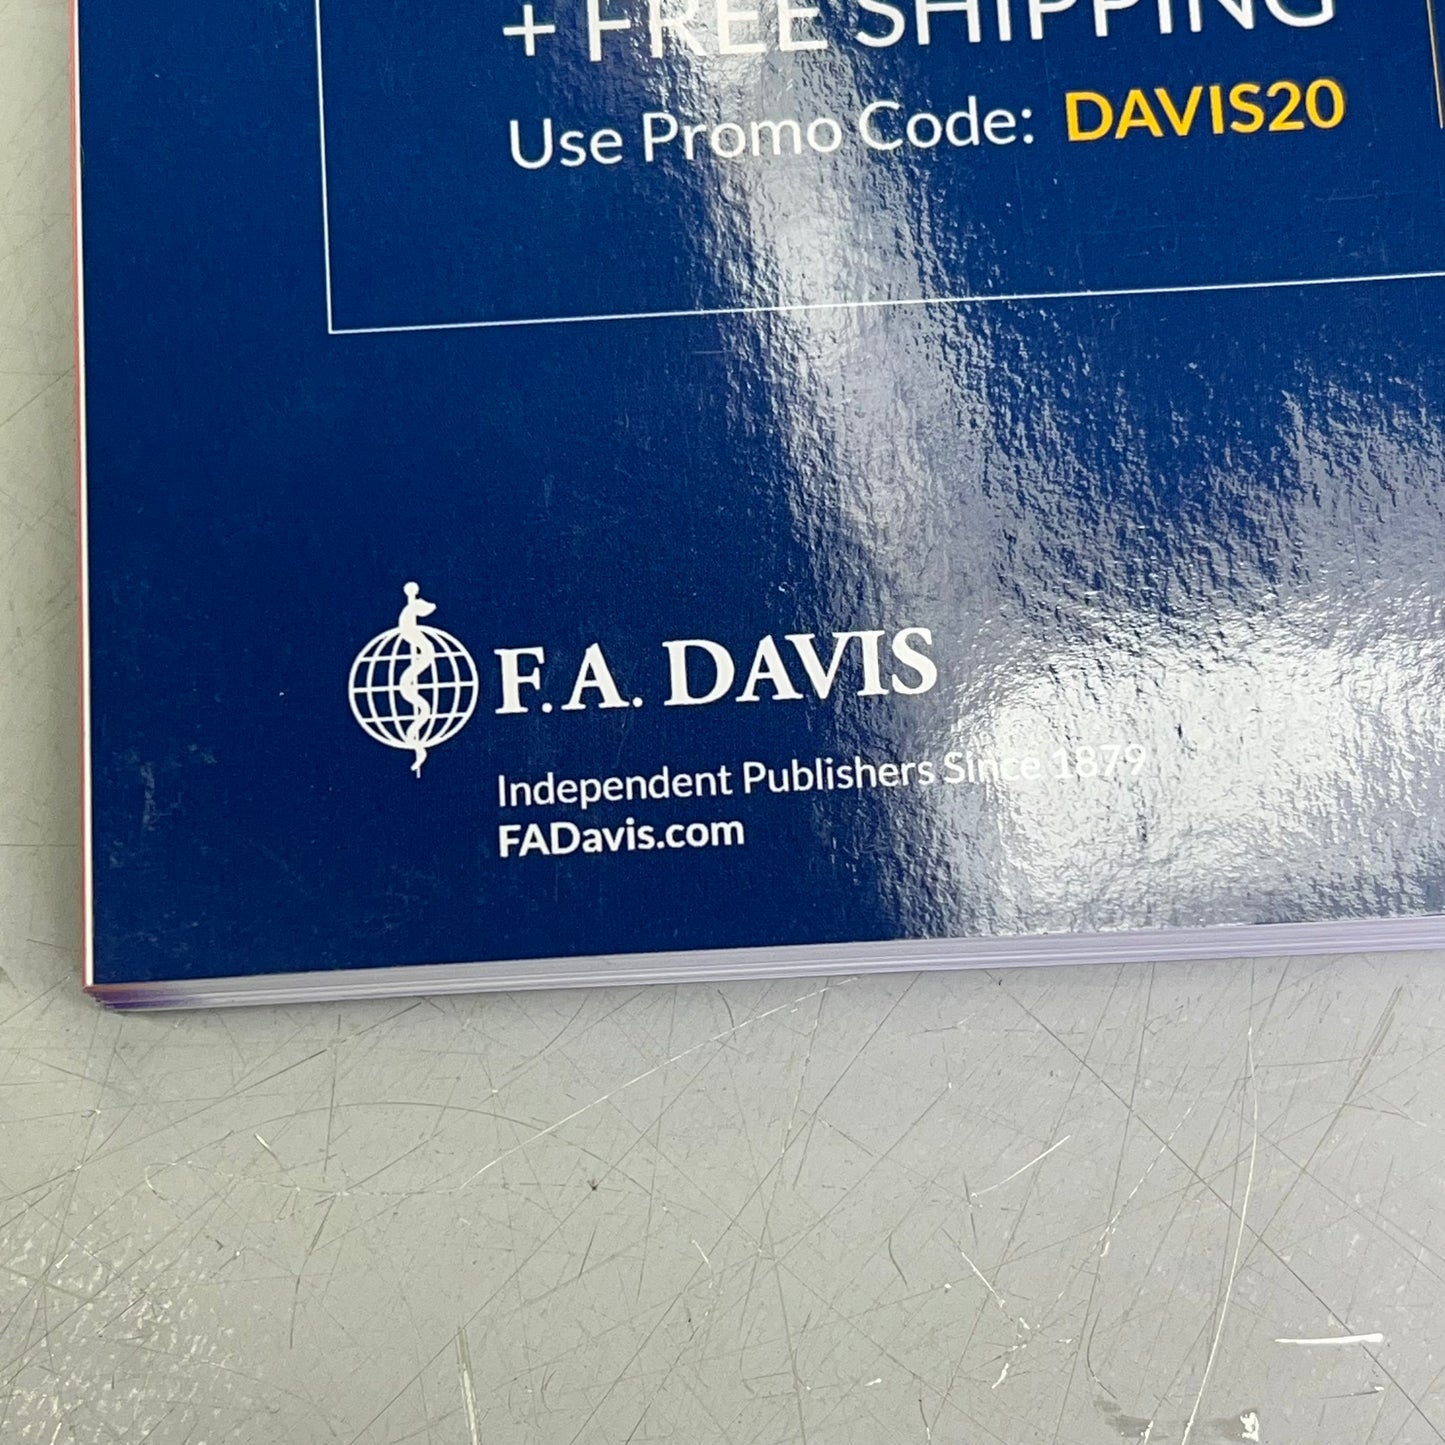 + FREE SHIPPING
Use Promo Code: DAVIS20
F.A. DAVIS
Independent Publishers Since 1879
FADavis.com